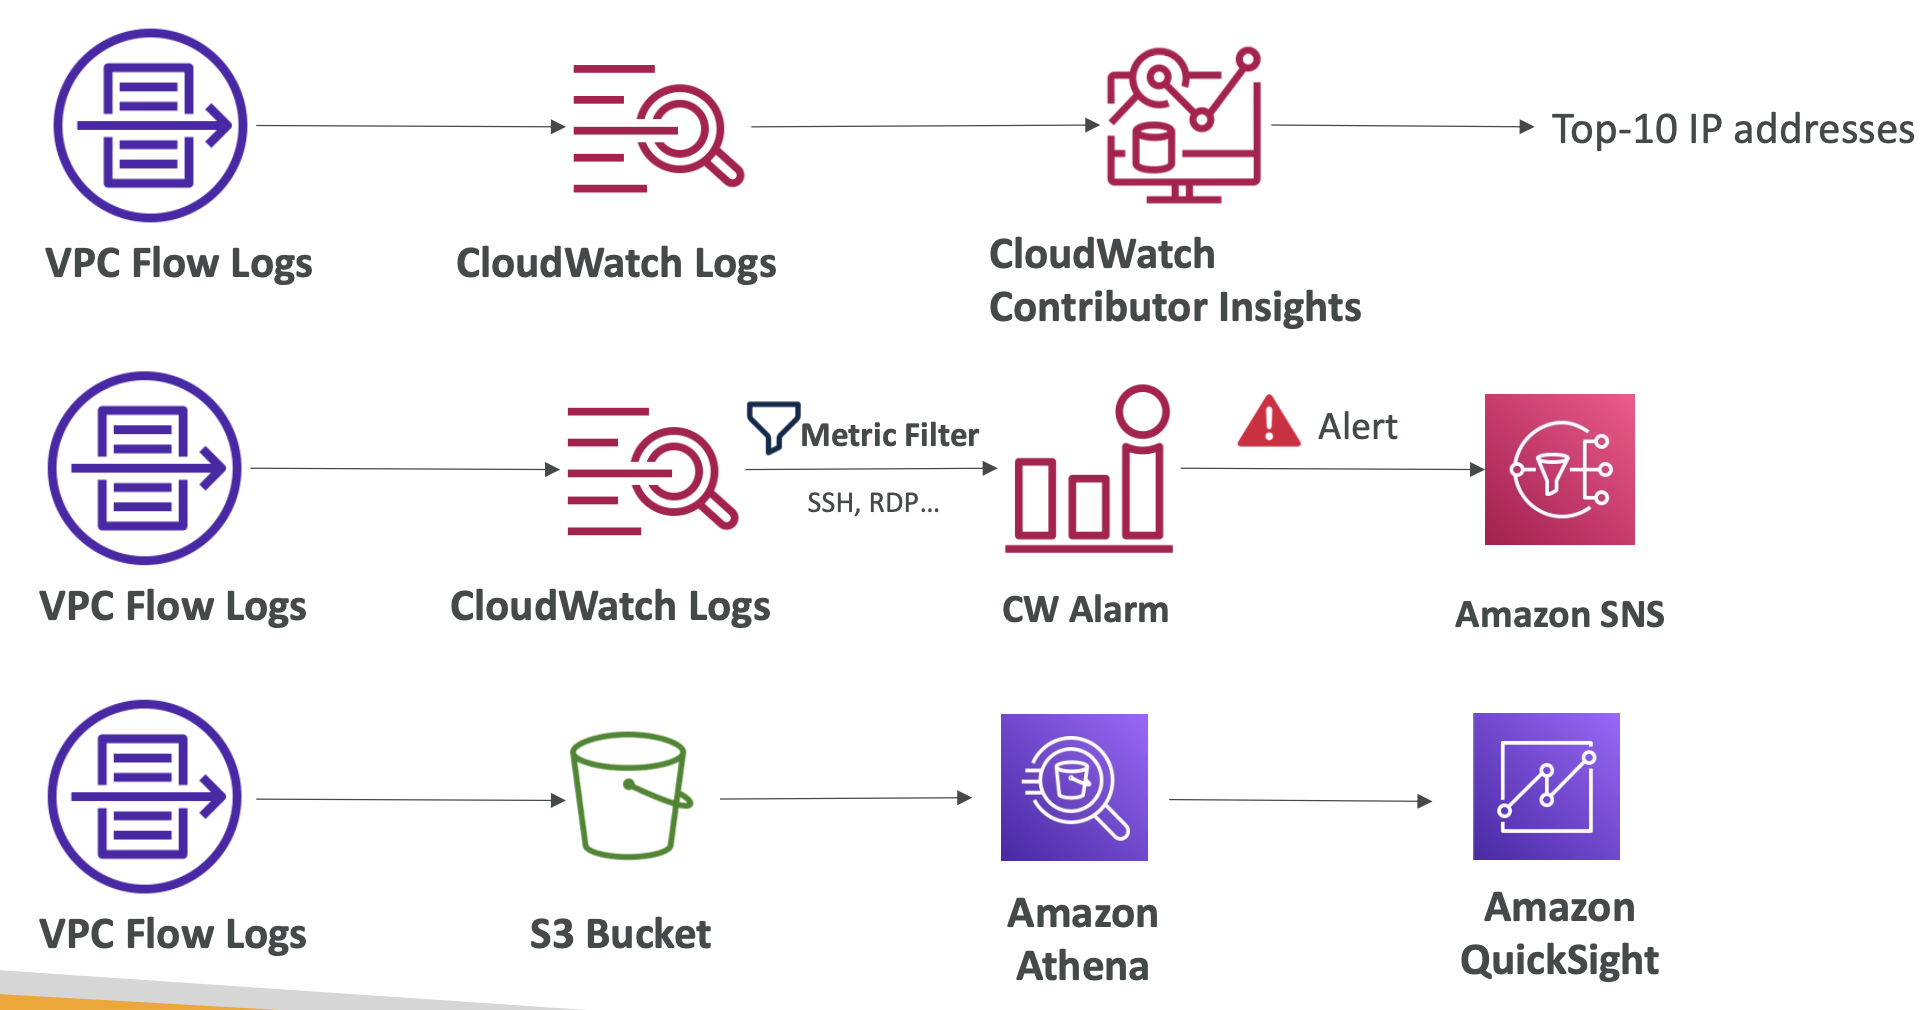 Top-10 IP addresses
VPC Flow Logs
CloudWatch Logs
CloudWatch
Contributor Insights
Metric Filter
SSH, RDP...
Alert
VPC Flow Logs
CloudWatch Logs
CW Alarm
Amazon SNS
VPC Flow Logs
S3 Bucket
Amazon
Athena
Amazon
QuickSight